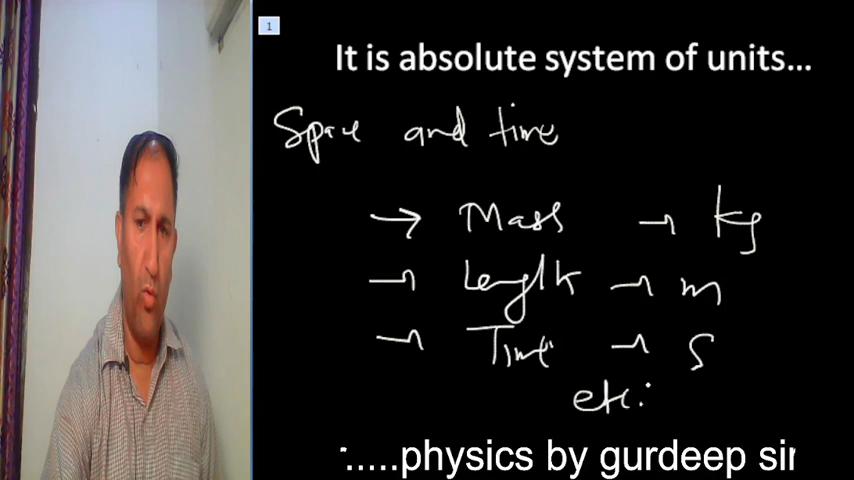 1
It is absolute system of units...
Space and time
→ Mass → kg
→ Length → m
→ Time → S
etc.
.....physics by gurdeep sir